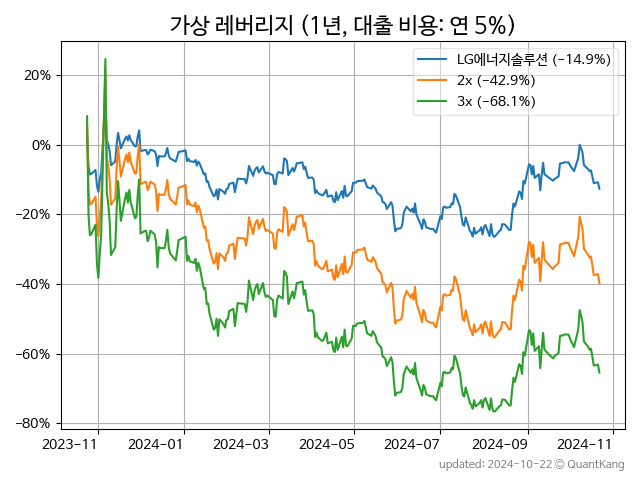 가상 레버리지 (1년, 대출 비용: 연 5%)
LG에너지솔루션 (−14.9%)
2x (−42.9%)
3x (−68.1%)
20%
0%
−20%
−40%
−60%
−80%
2023−11 2024−01 2024−03 2024−05 2024−07 2024−09 2024−11
updated: 2024-10-22 © QuantKang